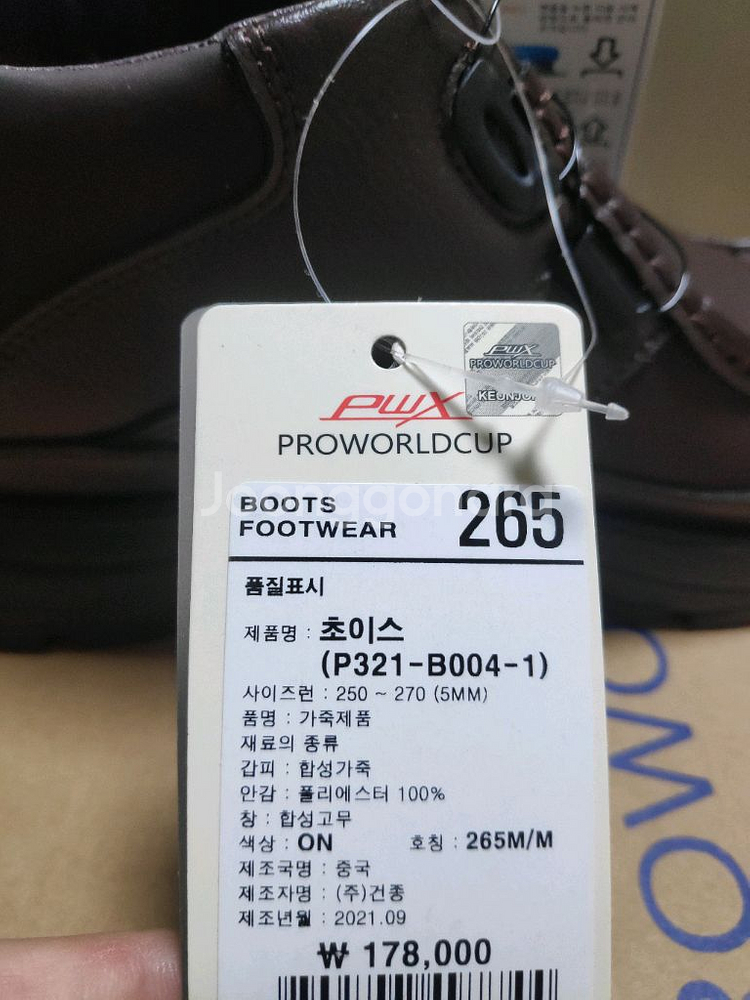 PWX
PROWORLDCUP
PWX
PROWORLDCUP
Joonggonara
BOOTS
FOOTWEAR 265
품질표시
제품명 : 초이스
(P321-B004-1)
사이즈런 : 250 ~ 270 (5MM)
품명 : 가죽제품
재료의 종류
갑피 : 합성가죽
안감 : 폴리에스터 100%
창 : 합성고무
색상 : ON 호칭 : 265M/M
제조국명 : 중국
제조자명 : (주)건종
제조년월 : 2021.09
₩ 178,000